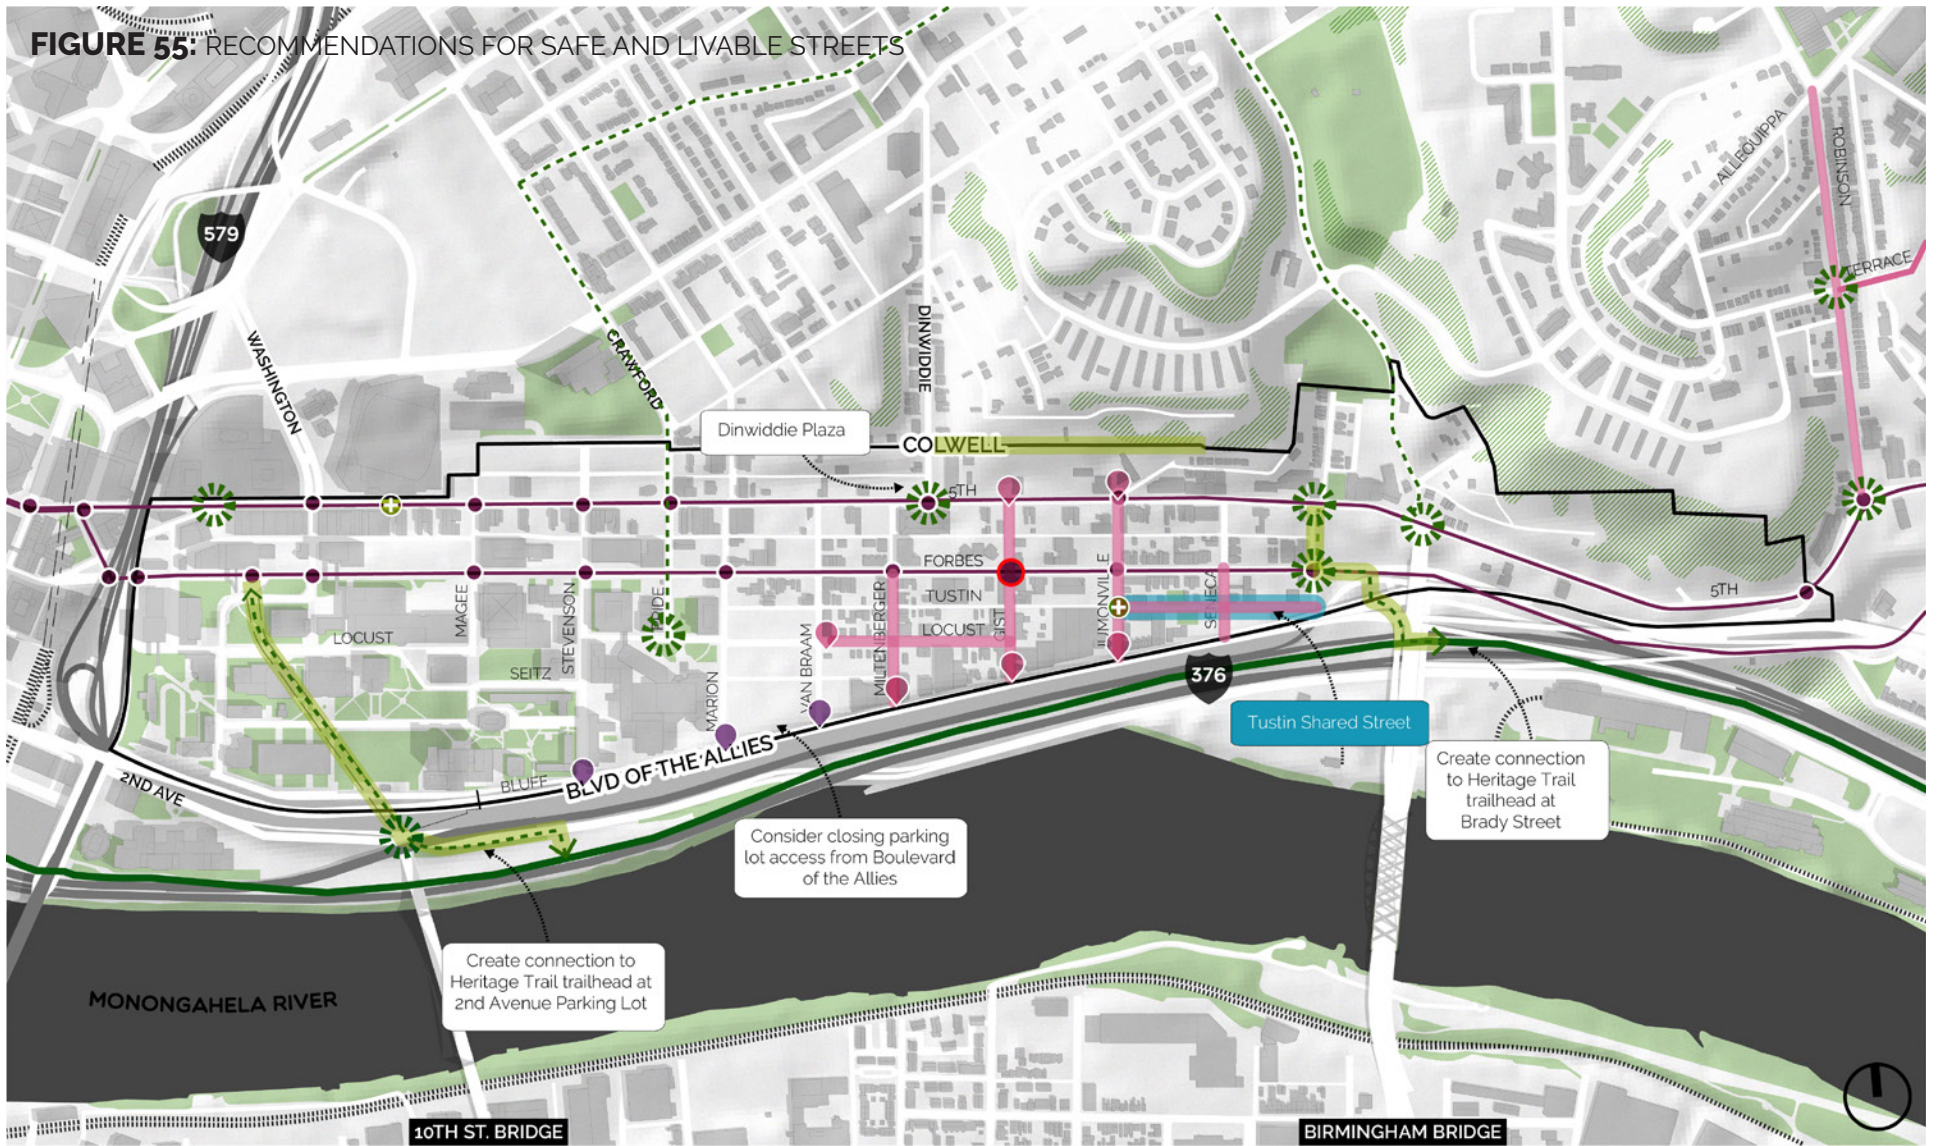 FIGURE 55: RECOMMENDATIONS FOR SAFE AND LIVABLE STREETS
ALLEQUIPPA
ROBINSON
579
TERRACE
WASHINGTON
CRAWFORD
DINWIDDIE
Dinwiddie Plaza
COLWELL
5TH
FORBES
TUSTIN
LOCUST
MAGEE
STEVENSON
PRIDE
LOCUST
SEITZ
MARION
VAN BRAAM
MILTENBERGER
GIST
JUMONVILLE
SENECA
5TH
376
Tustin Shared Street
2ND AVE
BLUFF
BLVD OF THE ALLIES
Create connection
to Heritage Trail
trailhead at
Brady Street
Consider closing parking
lot access from Boulevard
of the Allies
Create connection to
Heritage Trail trailhead at
2nd Avenue Parking Lot
MONONGAHELA RIVER
10TH ST. BRIDGE
BIRMINGHAM BRIDGE